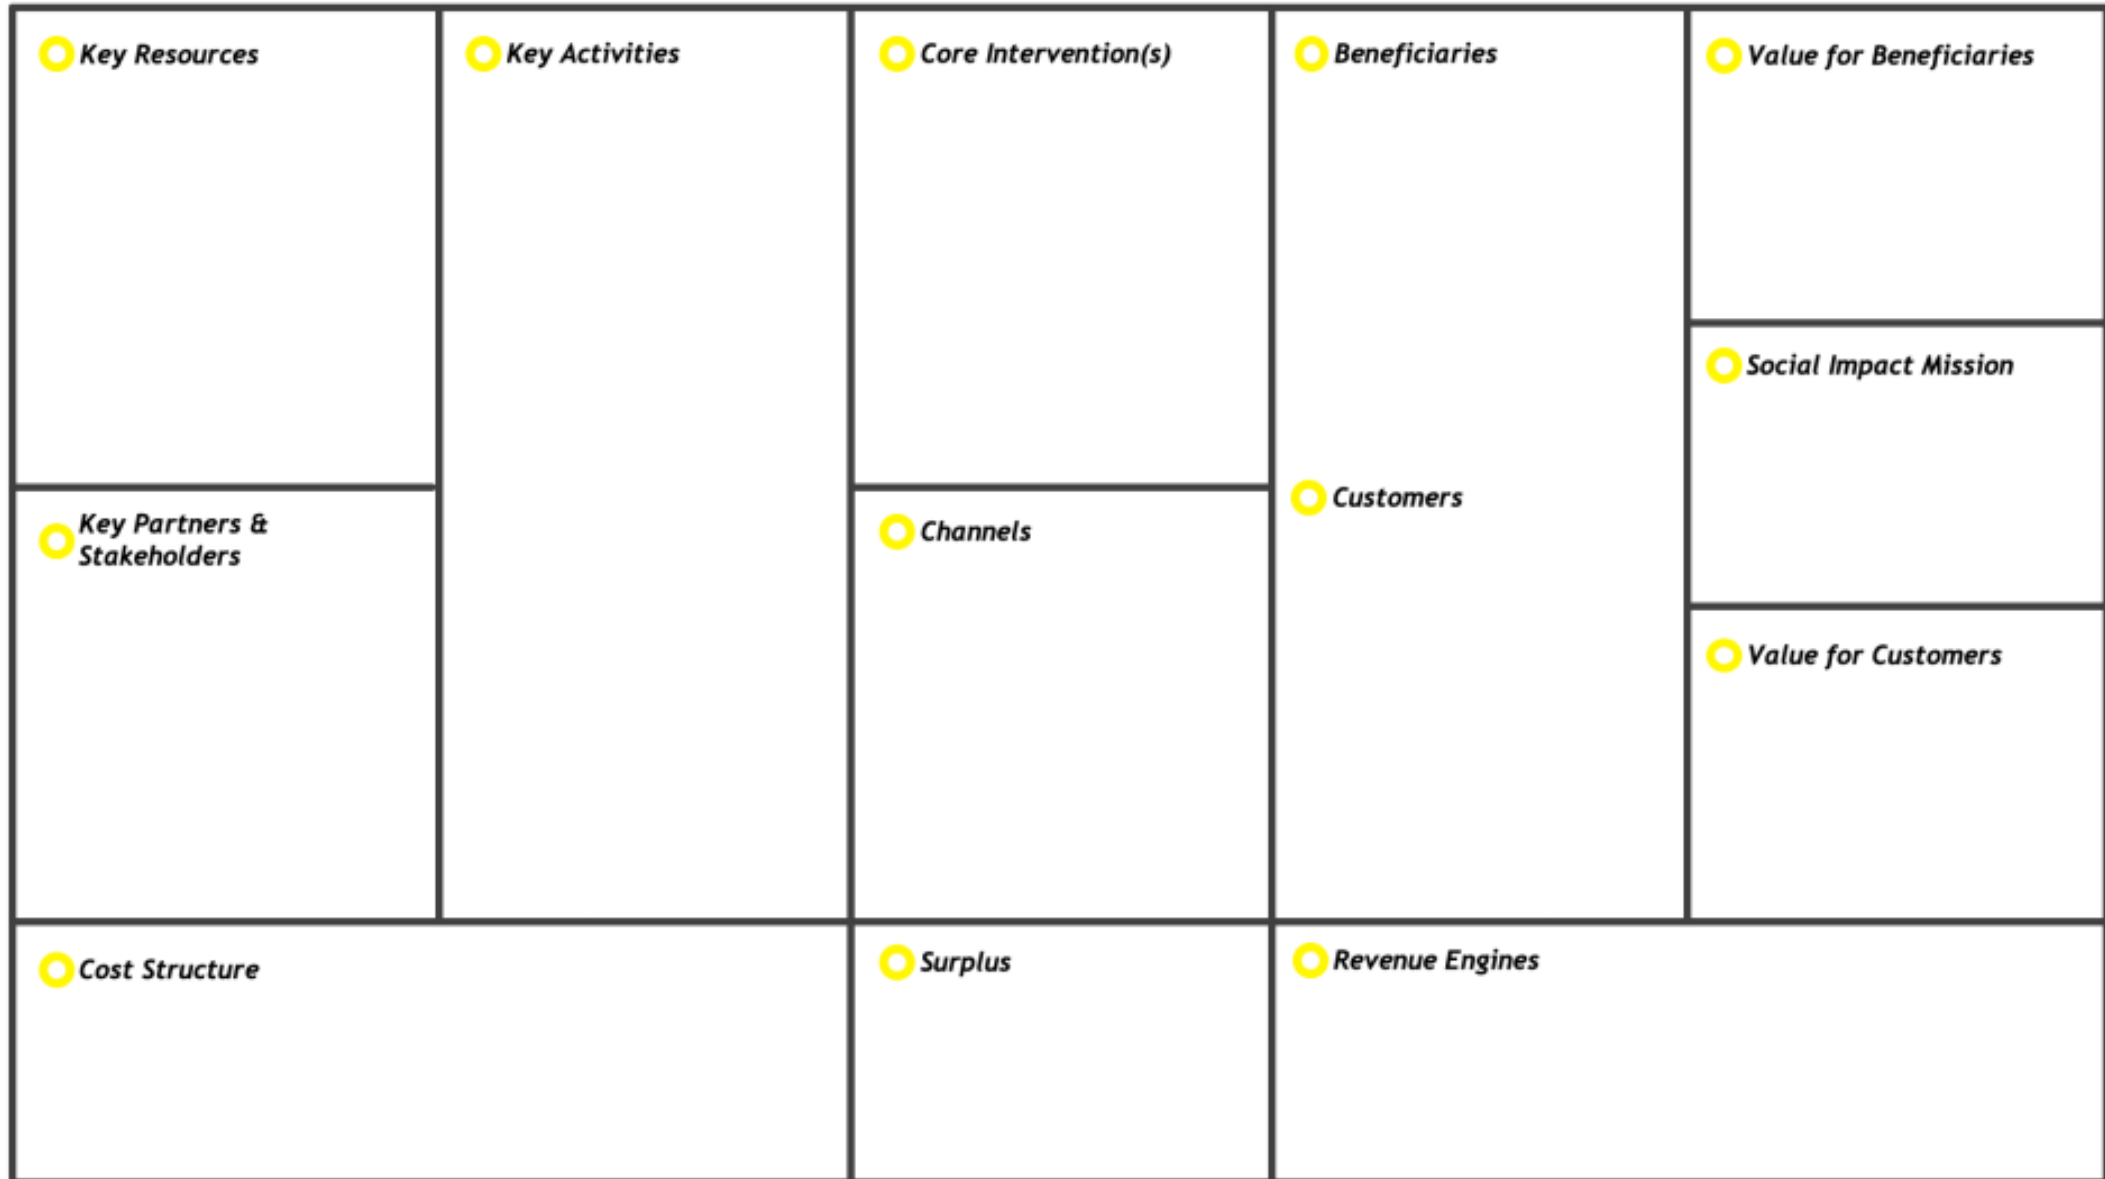 Key Resources
Key Activities
Core Intervention(s)
Beneficiaries
Value for Beneficiaries
Social Impact Mission
Key Partners &
Stakeholders
Channels
Customers
Value for Customers
Cost Structure
Surplus
Revenue Engines